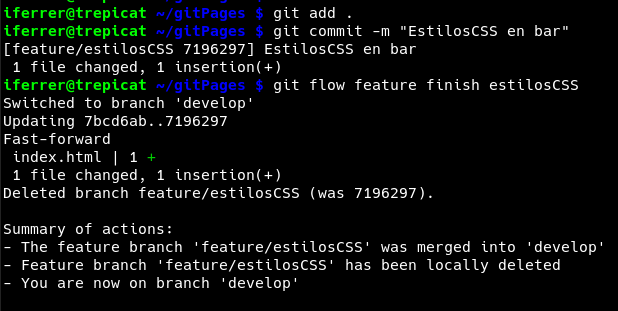 iferrer@trepicat ~/gitPages $ git add .
iferrer@trepicat ~/gitPages $ git commit -m "EstilosCSS en bar"
[feature/estilosCSS 7196297] EstilosCSS en bar
 1 file changed, 1 insertion(+)
iferrer@trepicat ~/gitPages $ git flow feature finish estilosCSS
Switched to branch 'develop'
Updating 7bcd6ab..7196297
Fast-forward
 index.html | 1 +
 1 file changed, 1 insertion(+)
Deleted branch feature/estilosCSS (was 7196297).

Summary of actions:
- The feature branch 'feature/estilosCSS' was merged into 'develop'
- Feature branch 'feature/estilosCSS' has been locally deleted
- You are now on branch 'develop'